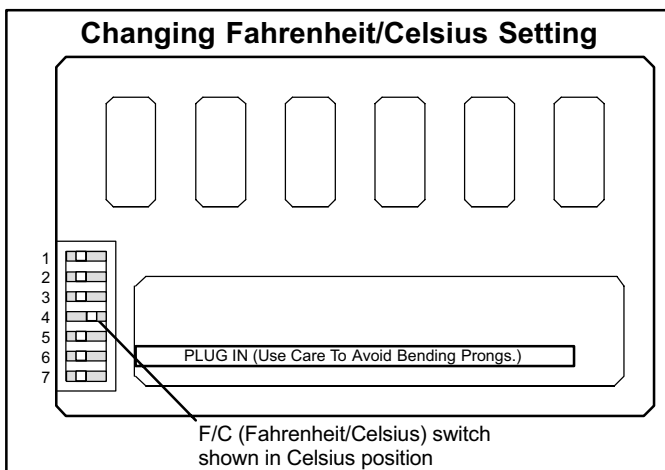 Changing Fahrenheit/Celsius Setting
1
2
3
4
5
6
7
PLUG IN (Use Care To Avoid Bending Prongs.)
F/C (Fahrenheit/Celsius) switch
shown in Celsius position